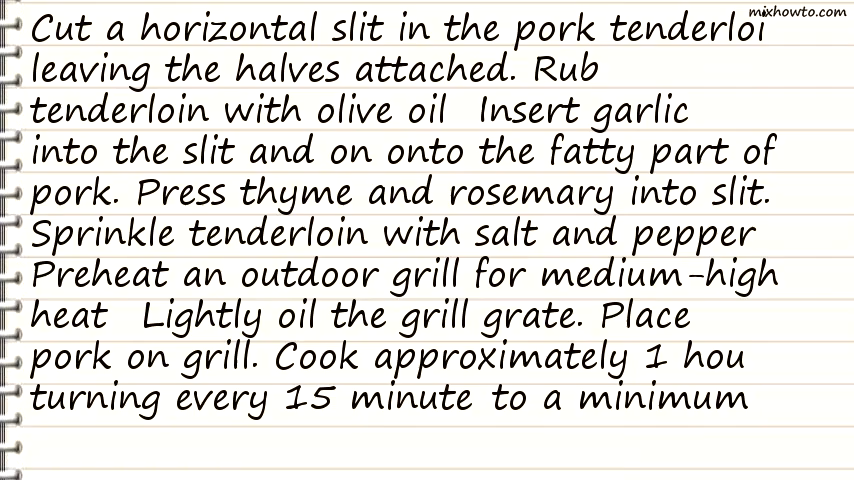 mixhowto.com
Cut a horizontal slit in the pork tenderloi
leaving the halves attached. Rub
tenderloin with olive oil Insert garlic
into the slit and on onto the fatty part of
pork. Press thyme and rosemary into slit.
Sprinkle tenderloin with salt and pepper
Preheat an outdoor grill for medium-high
heat Lightly oil the grill grate. Place
pork on grill. Cook approximately 1 hou
turning every 15 minute to a minimum